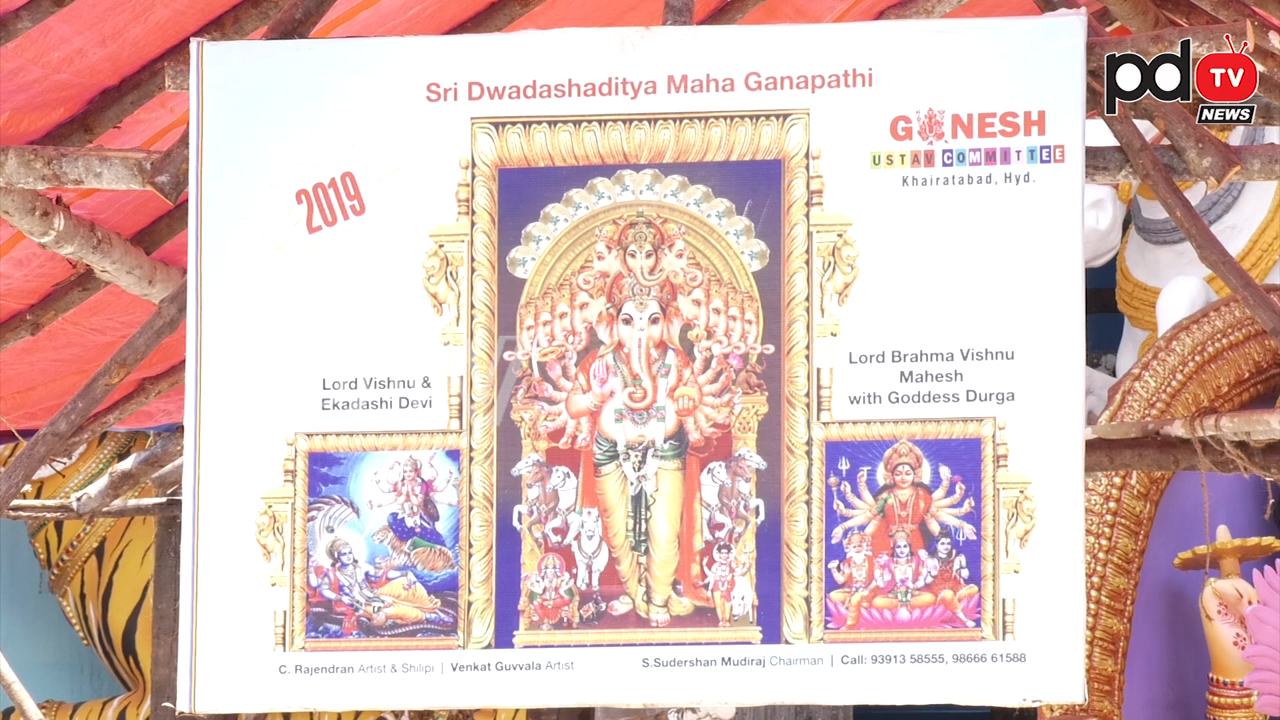 Sri Dwadashaditya Maha Ganapathi
pd TV
NEWS
GANESH
USTAV COMMITTEE
Khairatabad, Hyd.
2019
Lord Vishnu &
Ekadashi Devi
Lord Brahma Vishnu
Mahesh
with Goddess Durga
C. Rajendran Artist & Shilipi | Venkat Guvvala Artist
S.Sudershan Mudiraj Chairman | Call: 93913 58555, 98666 61588